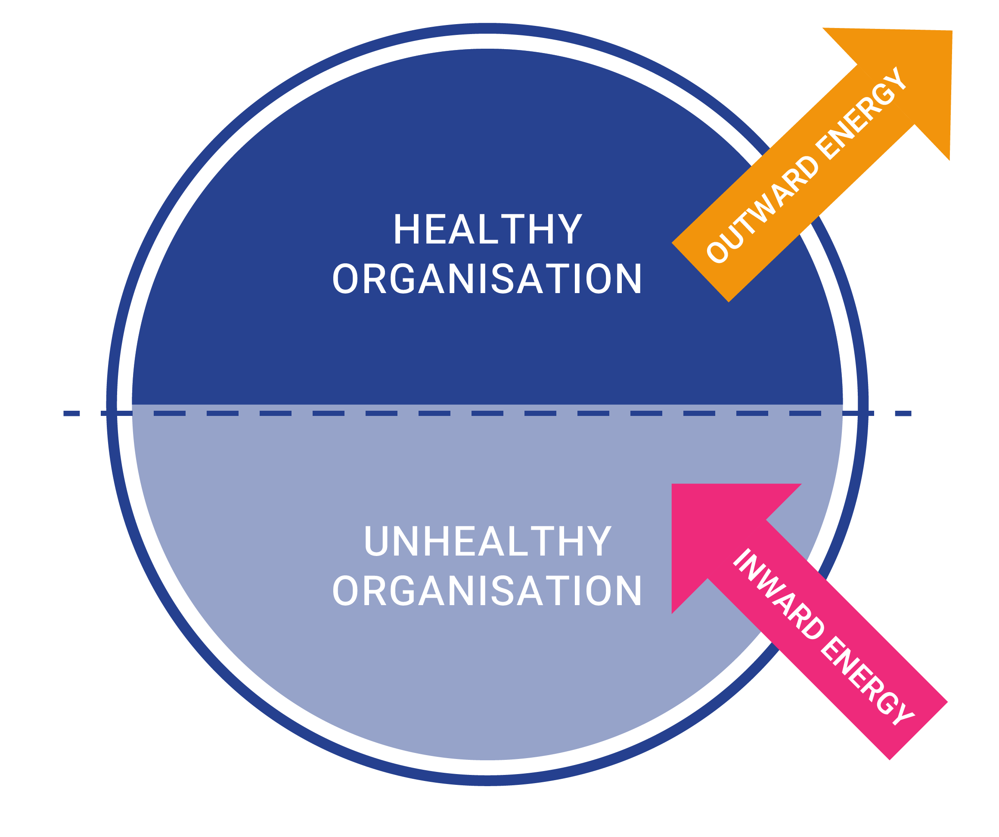 HEALTHY
ORGANISATION
OUTWARD ENERGY
UNHEALTHY
ORGANISATION
INWARD ENERGY